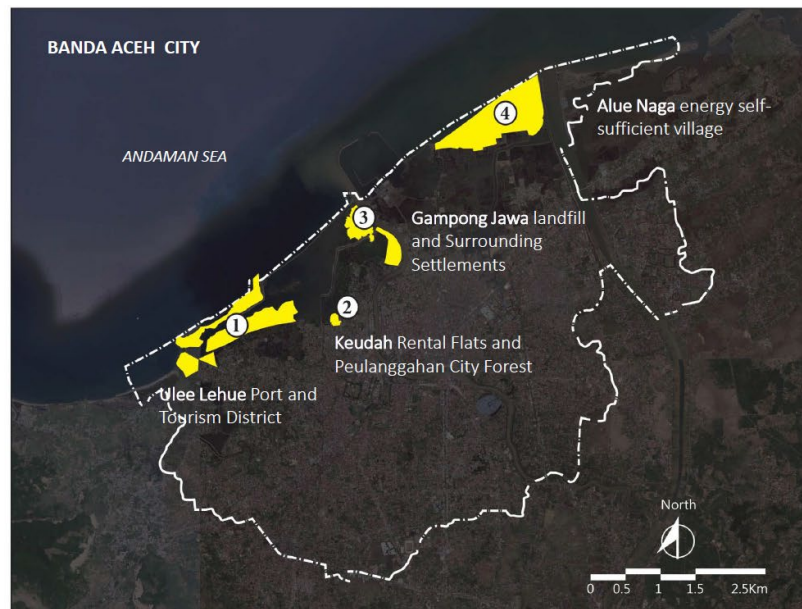 BANDA ACEH CITY
ANDAMAN SEA
4
Alue Naga energy self-
sufficient village
3
Gampong Jawa landfill
and Surrounding
Settlements
1
2
Keudah Rental Flats and
Peulanggahan City Forest
Ulee Lehue Port and
Tourism District
North
0 0.5 1 1.5 2.5Km